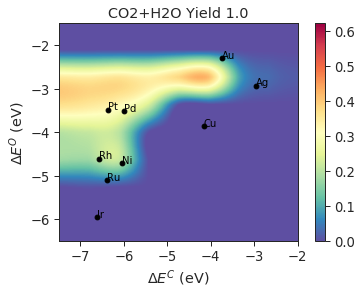 CO2+H2O Yield 1.0
0.6
0.5
0.4
0.3
0.2
0.1
0.0
−2
−3
−4
−5
−6
ΔE^O (eV)
Au
Ag
Pt
Pd
Cu
Rh
Ni
Ru
Ir
−7
−6
−5
−4
−3
−2
ΔE^C (eV)